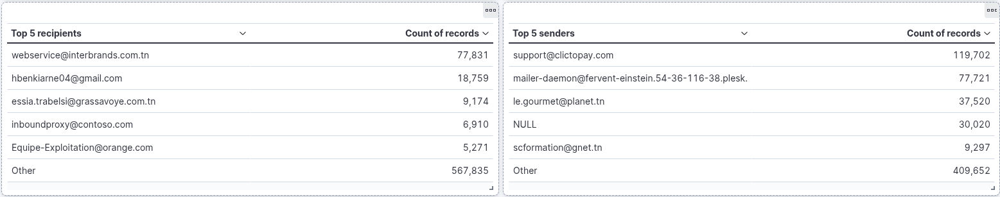 Top 5 recipients Count of records
webservice@interbrands.com.tn 77,831
hbenkiarne04@gmail.com 18,759
essia.trabelsi@grassavoye.com.tn 9,174
inboundproxy@contoso.com 6,910
Equipe-Exploitation@orange.com 5,271
Other 567,835
Top 5 senders Count of records
support@clictopay.com 119,702
mailer-daemon@fervent-einstein.54-36-116-38.plesk. 77,721
le.gourmet@planet.tn 37,520
NULL 30,020
scformation@gnet.tn 9,297
Other 409,652